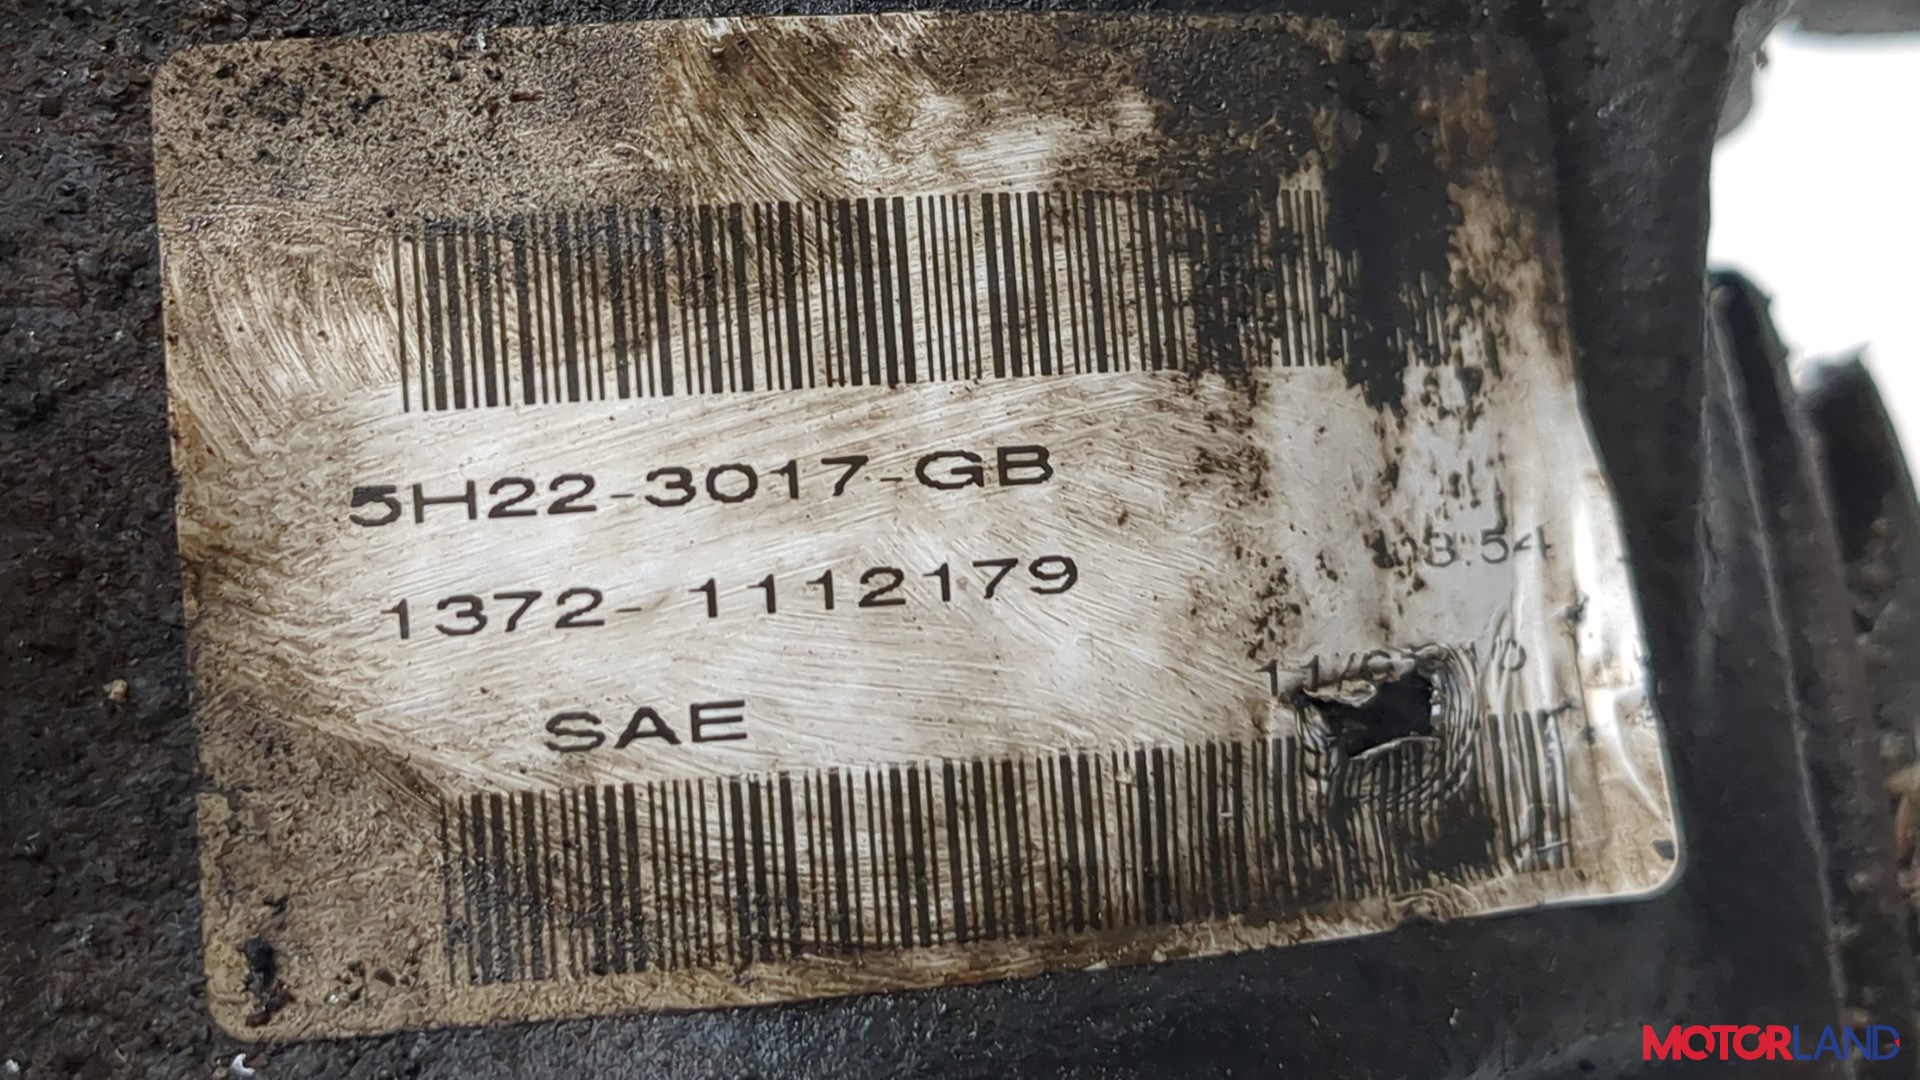 5H22-3017-GB
1372-1112179
SAE
MOTORLAND